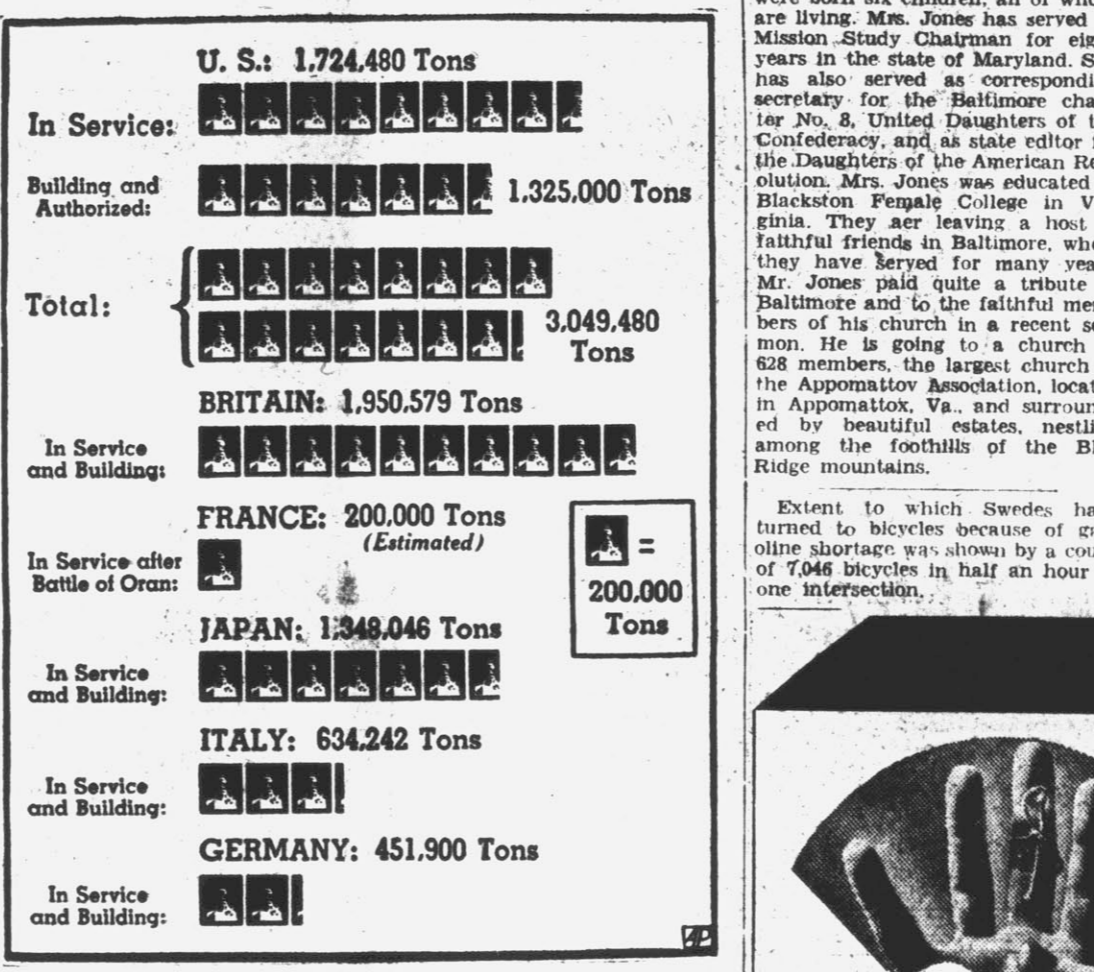 U. S.: 1,724,480 Tons
In Service:
Building and
Authorized:
1,325,000 Tons
Total:
3,049,480
Tons
BRITAIN: 1,950,579 Tons
In Service
and Building:
FRANCE: 200,000 Tons
(Estimated)
In Service after
Battle of Oran:
=
200,000
Tons
JAPAN: 1,348,046 Tons
In Service
and Building:
ITALY: 634,242 Tons
In Service
and Building:
GERMANY: 451,900 Tons
In Service
and Building:
AP
were born six children, all of
are living. Mrs. Jones has served
Mission Study Chairman for
years in the state of Maryland.
has also served as
secretary for the Baltimore
ter No. 8, United Daughters of
Confederacy, and as state editor
the Daughters of the American
olution. Mrs. Jones was educated
Blackston Female College in
ginia. They aer leaving a host
faithful friends in Baltimore,
they have served for many
Mr. Jones paid quite a tribute
Baltimore and to the faithful
bers of his church in a recent
mon. He is going to a church
628 members, the largest church
the Appomattov Association,
in Appomattox, Va., and
ed by beautiful estates,
among the foothills of the
Ridge mountains.
Extent to which Swedes
turned to bicycles because of
oline shortage was shown by a
of 7,046 bicycles in half an hour
one intersection.